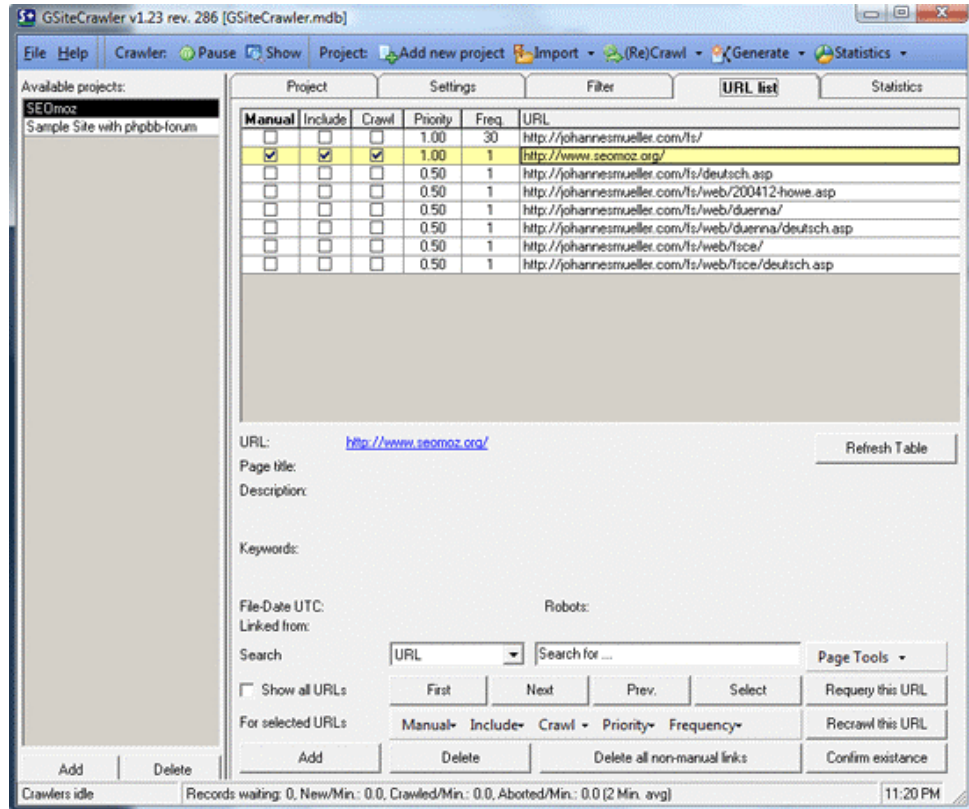 GSiteCrawler v1.23 rev. 286 [GSiteCrawler.mdb]
File Help Crawler: Pause Show Project: Add new project Import (Re)Crawl Generate Statistics
Available projects:
SEOmoz
Sample Site with phpbb-forum
Project Settings Filter URL list Statistics
Manual Include Crawl Priority Freq. URL
1.00 30 http://johannesmueller.com/fs/
1.00 1 http://www.seomoz.org/
0.50 1 http://johannesmueller.com/fs/deutsch.asp
0.50 1 http://johannesmueller.com/fs/web/200412-howe.asp
0.50 1 http://johannesmueller.com/fs/web/duenna/
0.50 1 http://johannesmueller.com/fs/web/duenna/deutsch.asp
0.50 1 http://johannesmueller.com/fs/web/fsce/
0.50 1 http://johannesmueller.com/fs/web/fsce/deutsch.asp
URL: http://www.seomoz.org/
Refresh Table
Page title:
Description:
Keywords:
File-Date UTC: Robots:
Linked from:
Search URL Search for ... Page Tools
Show all URLs First Next Prev. Select Requery this URL
For selected URLs Manual Include Crawl Priority Frequency Recrawl this URL
Add Delete Delete all non-manual links Confirm existance
Add Delete
Crawlers idle Records waiting: 0, New/Min.: 0.0, Crawled/Min.: 0.0, Aborted/Min.: 0.0 (2 Min. avg) 11:20 PM